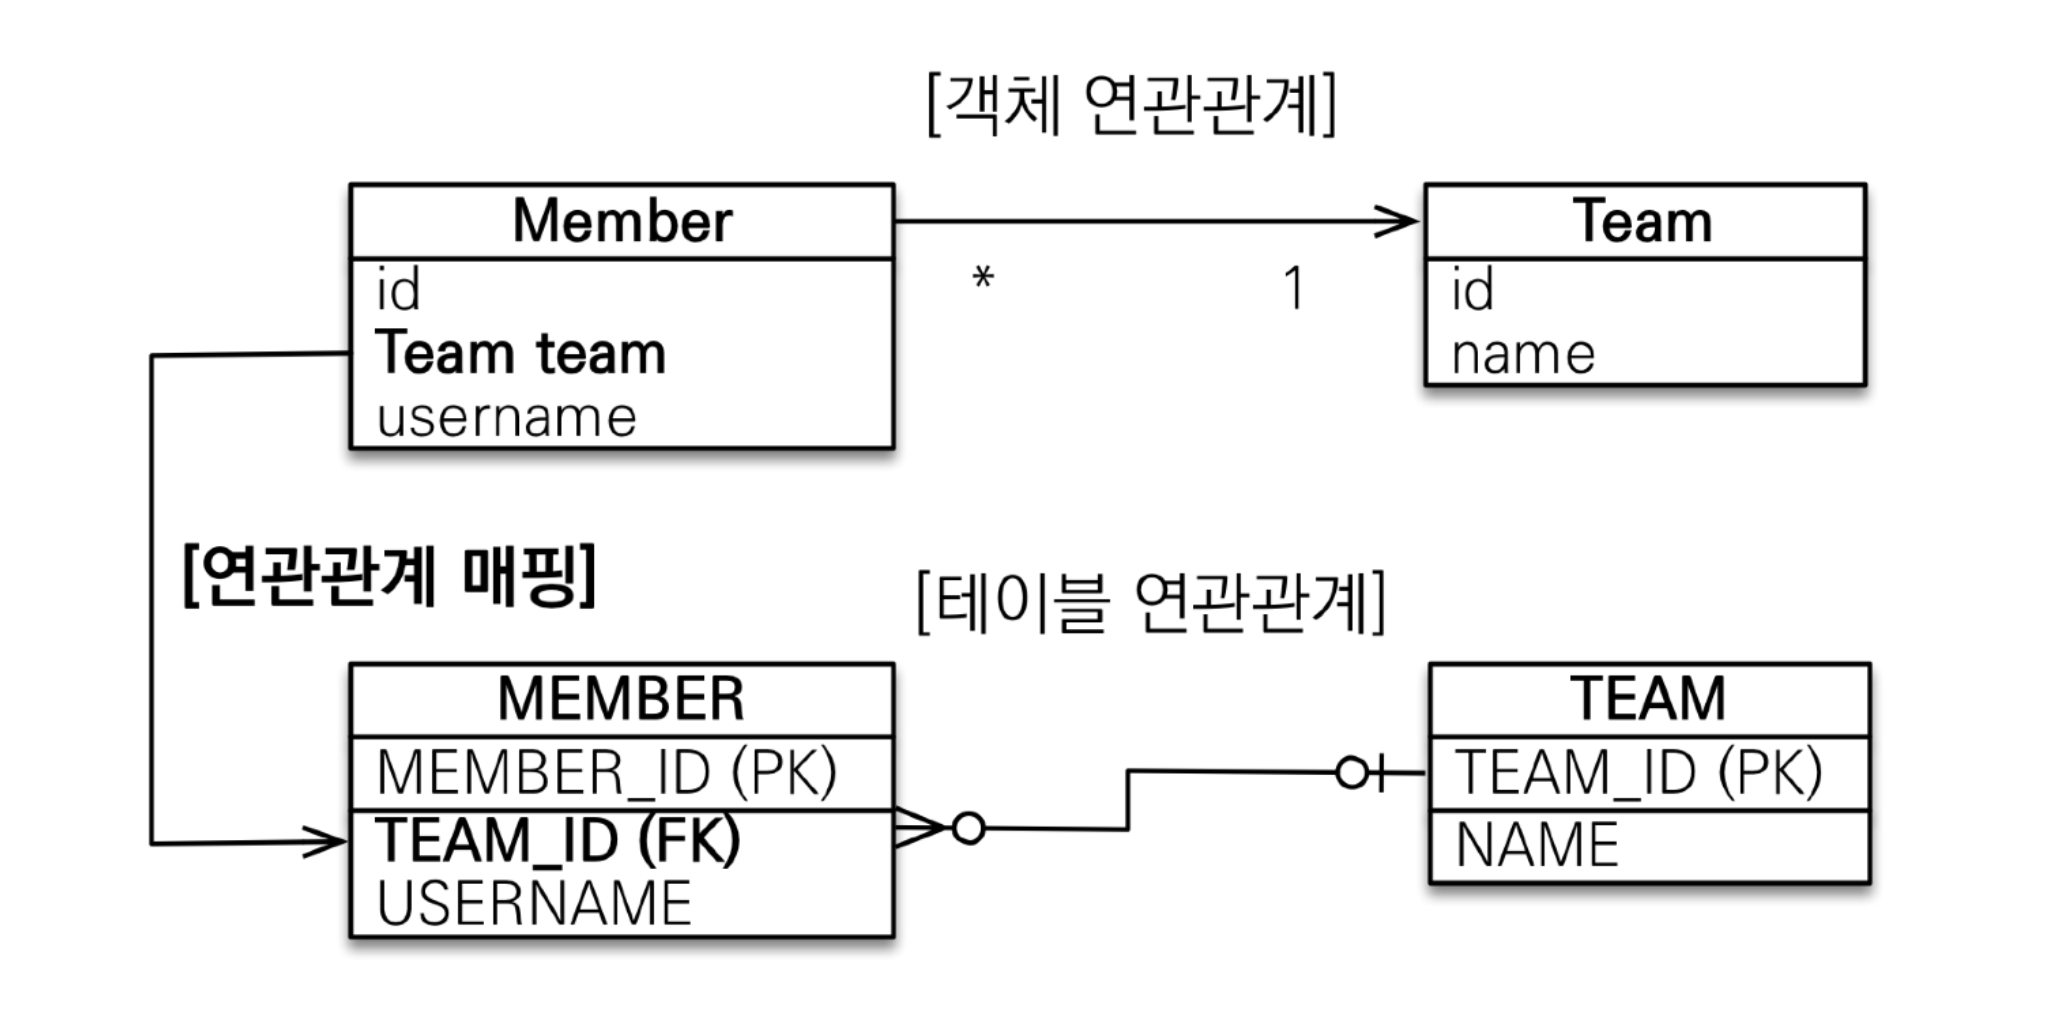 [객체 연관관계]
Member
id
Team team
username
*
1
Team
id
name
[연관관계 매핑]
[테이블 연관관계]
MEMBER
MEMBER_ID (PK)
TEAM_ID (FK)
USERNAME
TEAM
TEAM_ID (PK)
NAME